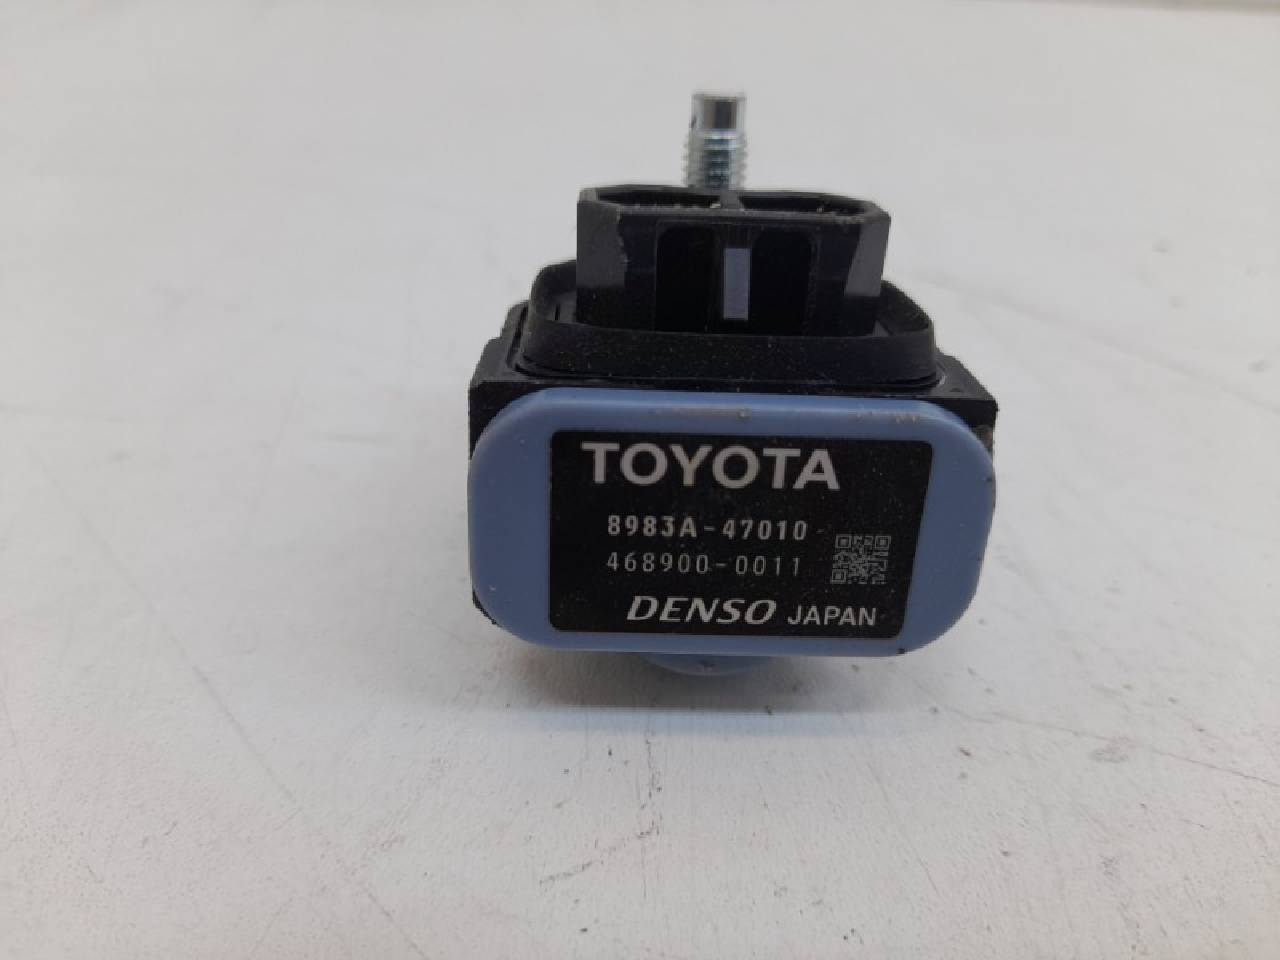 TOYOTA
8983A-47010
468900-0011
DENSO JAPAN